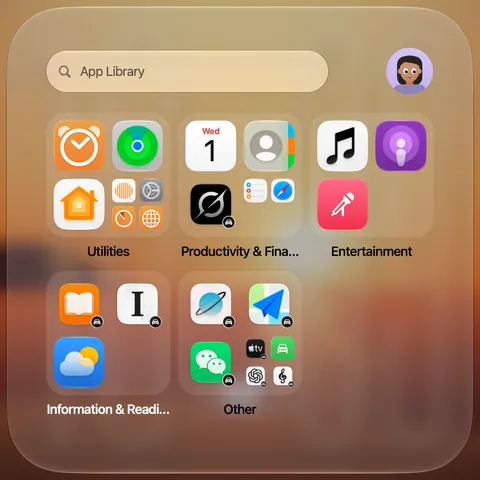 App Library
Wed
1
Utilities
Productivity & Fina...
Entertainment
I
tv
Information & Readi...
Other